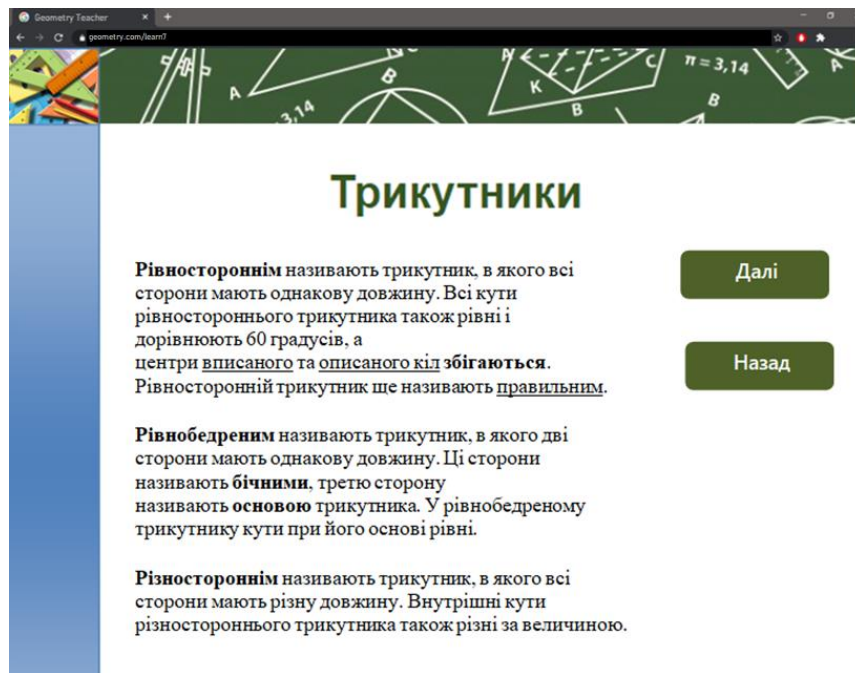 Geometry Teacher
geometry.com/learn7
A
B
3,14
A
K
B
C
π = 3,14
B
A
Трикутники
Рівностороннім називають трикутник, в якого всі
сторони мають однакову довжину. Всі кути
рівностороннього трикутника також рівні і
дорівнюють 60 градусів, а
центри вписаного та описаного кіл збігаються.
Рівносторонній трикутник ще називають правильним.
Рівнобедреним називають трикутник, в якого дві
сторони мають однакову довжину. Ці сторони
називають бічними, третю сторону
називають основою трикутника. У рівнобедреному
трикутнику кути при його основі рівні.
Різностороннім називають трикутник, в якого всі
сторони мають різну довжину. Внутрішні кути
різностороннього трикутника також різні за величиною.
Далі
Назад